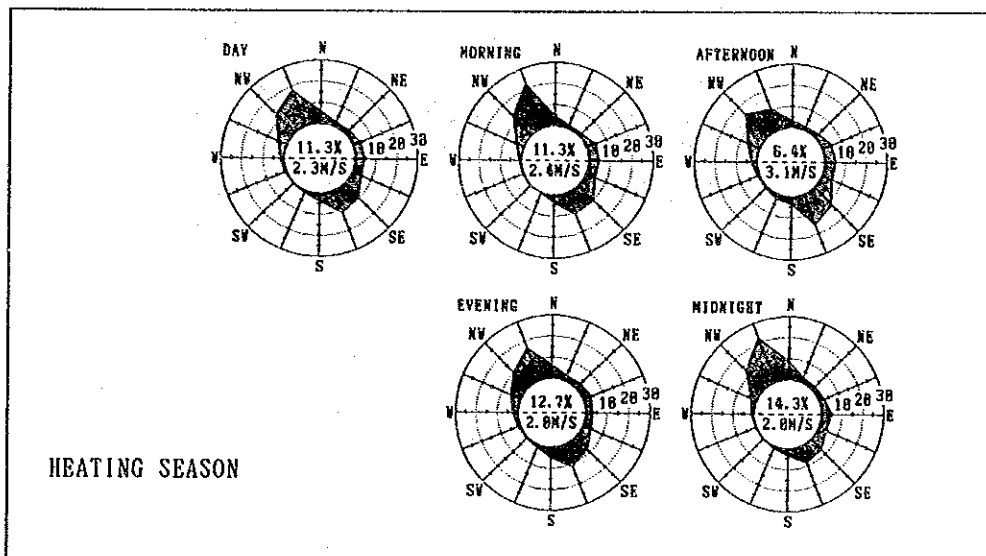 DAY
N
NW
NE
11.3%
10 20 30
W
E
2.3M/S
SW
SE
S
MORNING
N
NW
NE
11.3%
10 20 30
W
E
2.4M/S
SW
SE
S
AFTERNOON
N
NW
NE
6.4%
10 20 30
W
E
3.1M/S
SW
SE
S
EVENING
N
NW
NE
12.7%
10 20 30
W
E
2.0M/S
SW
SE
S
MIDNIGHT
N
NW
NE
14.3%
10 20 30
W
E
2.0M/S
SW
SE
S
HEATING SEASON